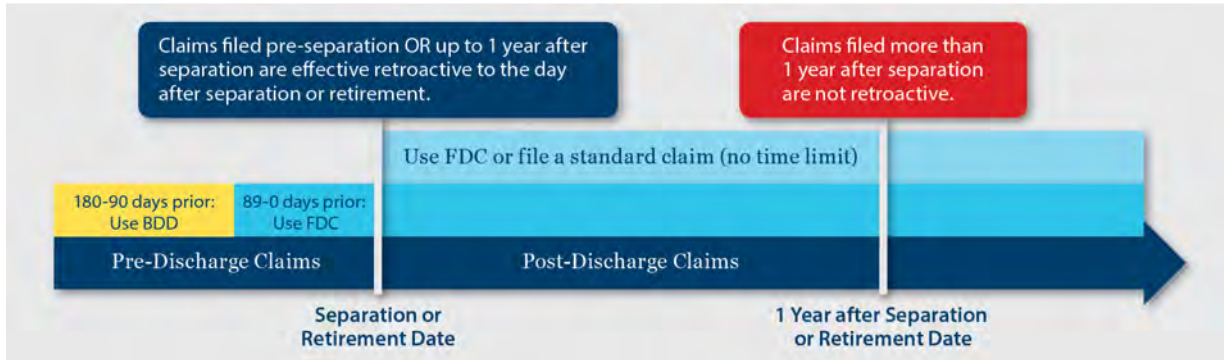 Claims filed pre-separation OR up to 1 year after
separation are effective retroactive to the day
after separation or retirement.
Claims filed more than
1 year after separation
are not retroactive.
Use FDC or file a standard claim (no time limit)
180-90 days prior:
Use BDD
89-0 days prior:
Use FDC
Pre-Discharge Claims
Post-Discharge Claims
Separation or
Retirement Date
1 Year after Separation
or Retirement Date